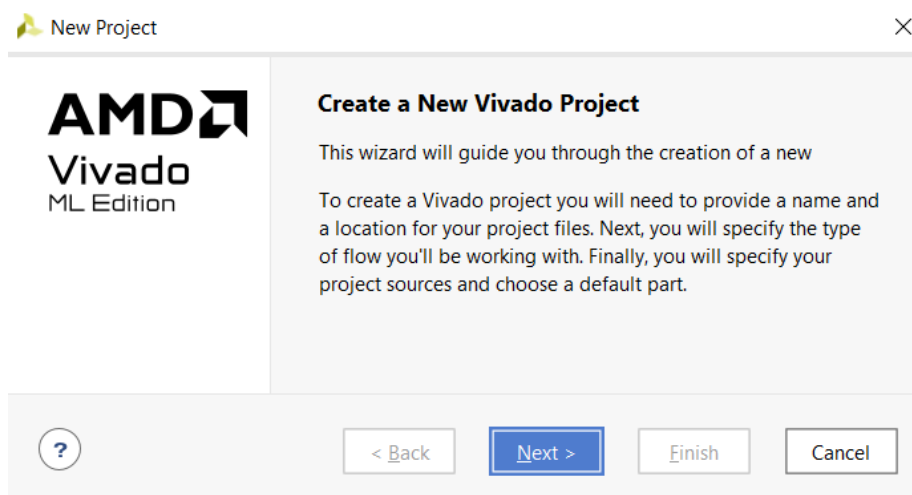 New Project
AMD
Vivado
ML Edition
Create a New Vivado Project
This wizard will guide you through the creation of a new
To create a Vivado project you will need to provide a name and
a location for your project files. Next, you will specify the type
of flow you'll be working with. Finally, you will specify your
project sources and choose a default part.
?
< Back
Next >
Finish
Cancel